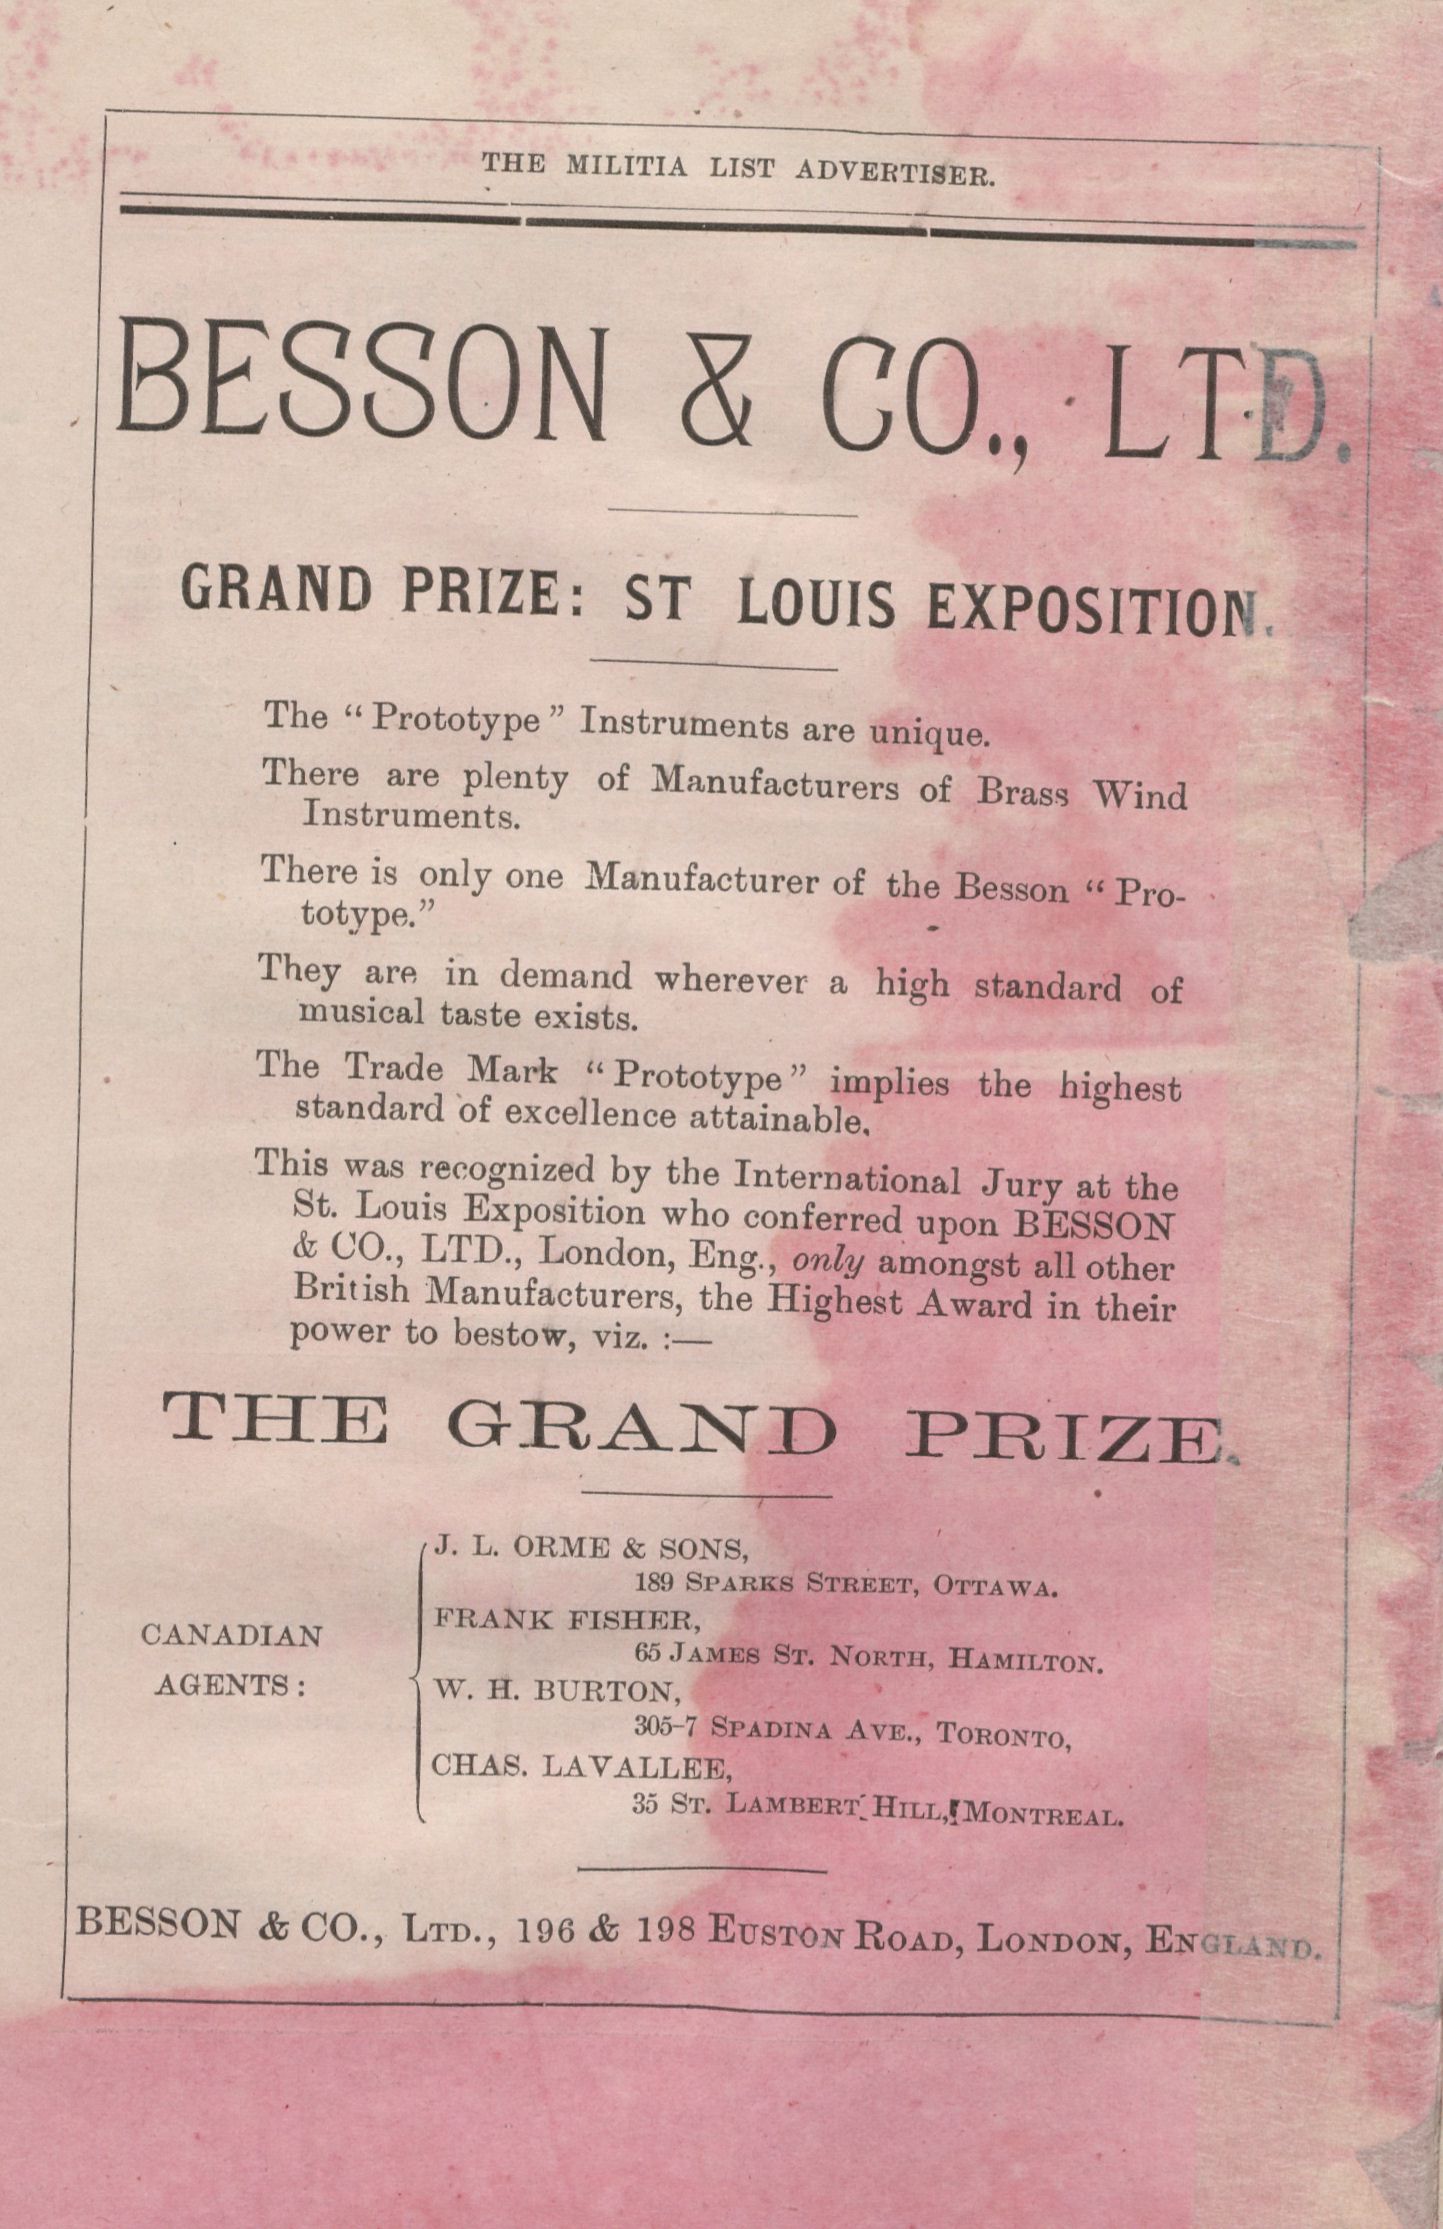 THE MILITIA LIST ADVERTISER.
BESSON & CO., LTD.
GRAND PRIZE: ST LOUIS EXPOSITION.
The “Prototype” Instruments are unique.
There are plenty of Manufacturers of Brass Wind
Instruments.
There is only one Manufacturer of the Besson “Pro-
totype.”
They are in demand wherever a high standard of
musical taste exists.
The Trade Mark “Prototype” implies the highest
standard of excellence attainable.
This was recognized by the International Jury at the
St. Louis Exposition who conferred upon BESSON
& CO., LTD., London, Eng., only amongst all other
British Manufacturers, the Highest Award in their
power to bestow, viz. :—
THE GRAND PRIZE.
CANADIAN
AGENTS:
J. L. ORME & SONS,
189 SPARKS STREET, OTTAWA.
FRANK FISHER,
65 JAMES ST. NORTH, HAMILTON.
W. H. BURTON,
305-7 SPADINA AVE., TORONTO,
CHAS. LAVALLEE,
35 ST. LAMBERT HILL, MONTREAL.
BESSON & CO., LTD., 196 & 198 EUSTON ROAD, LONDON, ENGLAND.